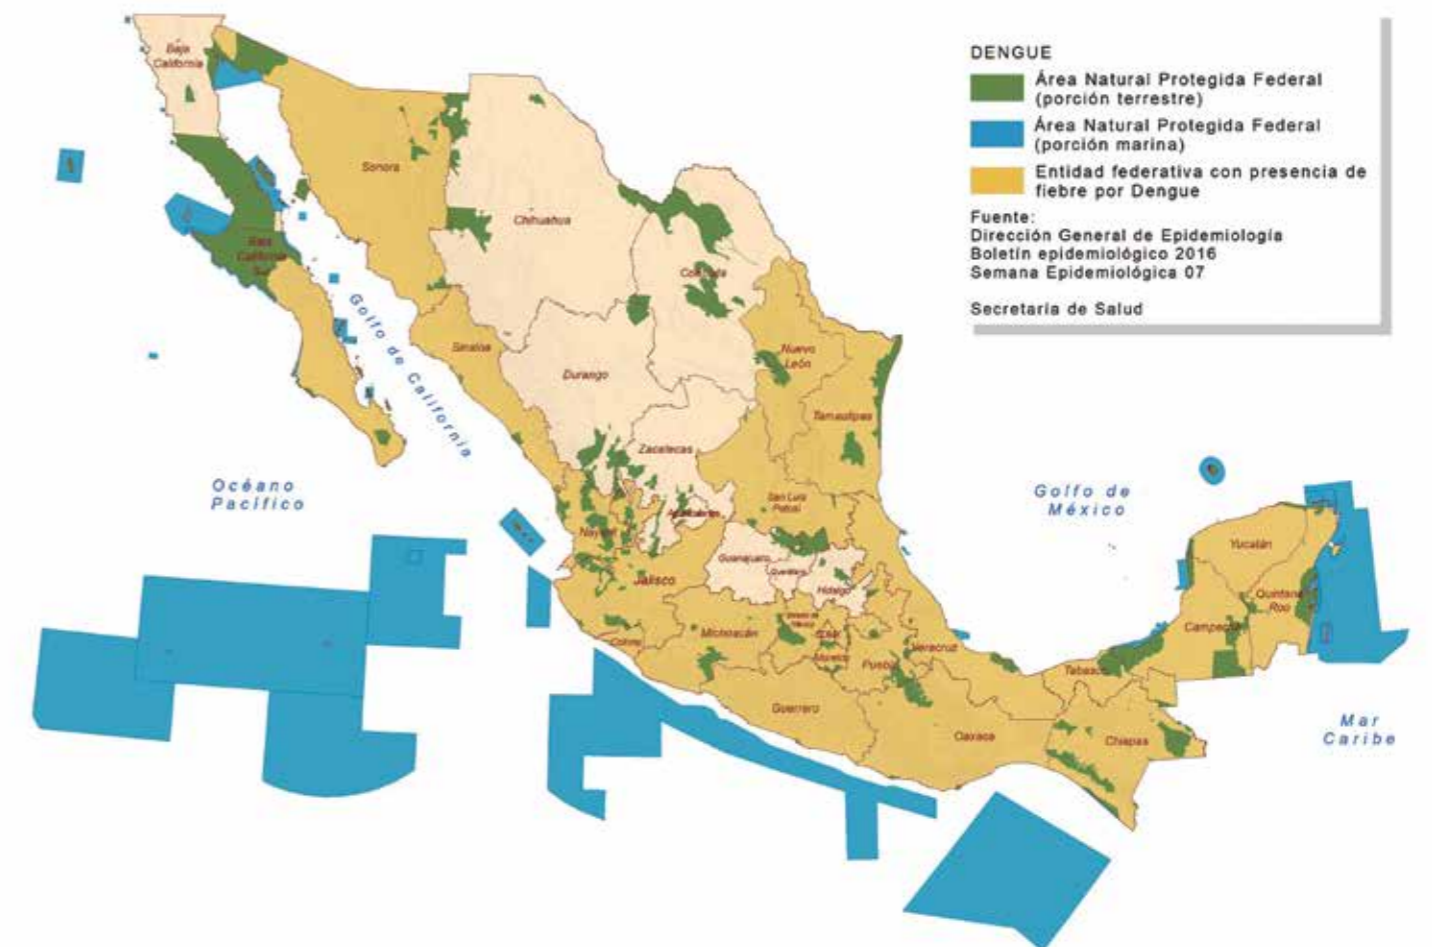 DENGUE
Área Natural Protegida Federal
(porción terrestre)
Área Natural Protegida Federal
(porción marina)
Entidad federativa con presencia de
fiebre por Dengue
Fuente:
Dirección General de Epidemiología
Boletín epidemiológico 2016
Semana Epidemiológica 07
Secretaría de Salud
Baja
California
Sonora
Chihuahua
Coahuila
Baja
California
Sur
Golfo de California
Sinaloa
Durango
Nuevo
León
Tamaulipas
Zacatecas
Océano
Pacífico
San Luis
Potosí
Aguascalientes
Nayarit
Jalisco
Guanajuato
Querétaro
Hidalgo
Golfo de
México
Yucatán
Quintana
Roo
Campeche
Colima
Michoacán
Estado de
México
Morelos
Puebla
Veracruz
Tabasco
Guerrero
Oaxaca
Chiapas
Mar
Caribe